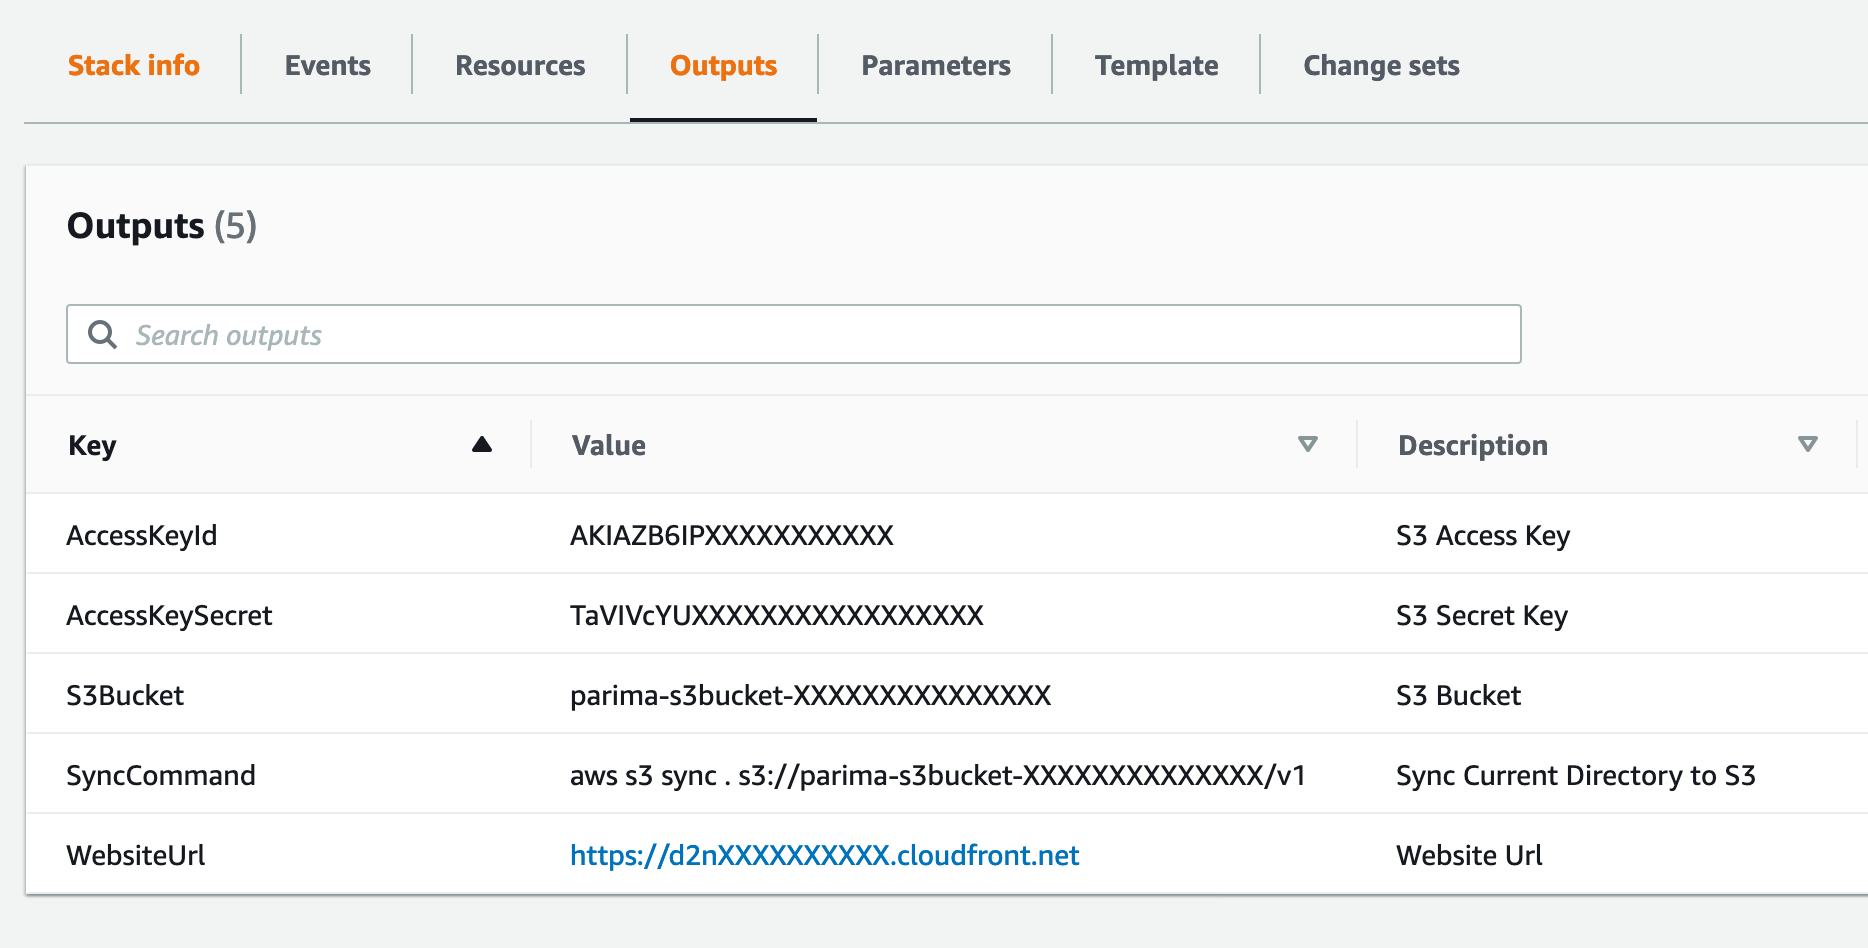 Stack info Events Resources Outputs Parameters Template Change sets
Outputs (5)
Search outputs
Key Value Description
AccessKeyId AKIAZB6IPXXXXXXXXXXX S3 Access Key
AccessKeySecret TaVIVcYUXXXXXXXXXXXXXXXXX S3 Secret Key
S3Bucket parima-s3bucket-XXXXXXXXXXXXXXX S3 Bucket
SyncCommand aws s3 sync . s3://parima-s3bucket-XXXXXXXXXXXXXX/v1 Sync Current Directory to S3
WebsiteUrl https://d2nXXXXXXXXXX.cloudfront.net Website Url